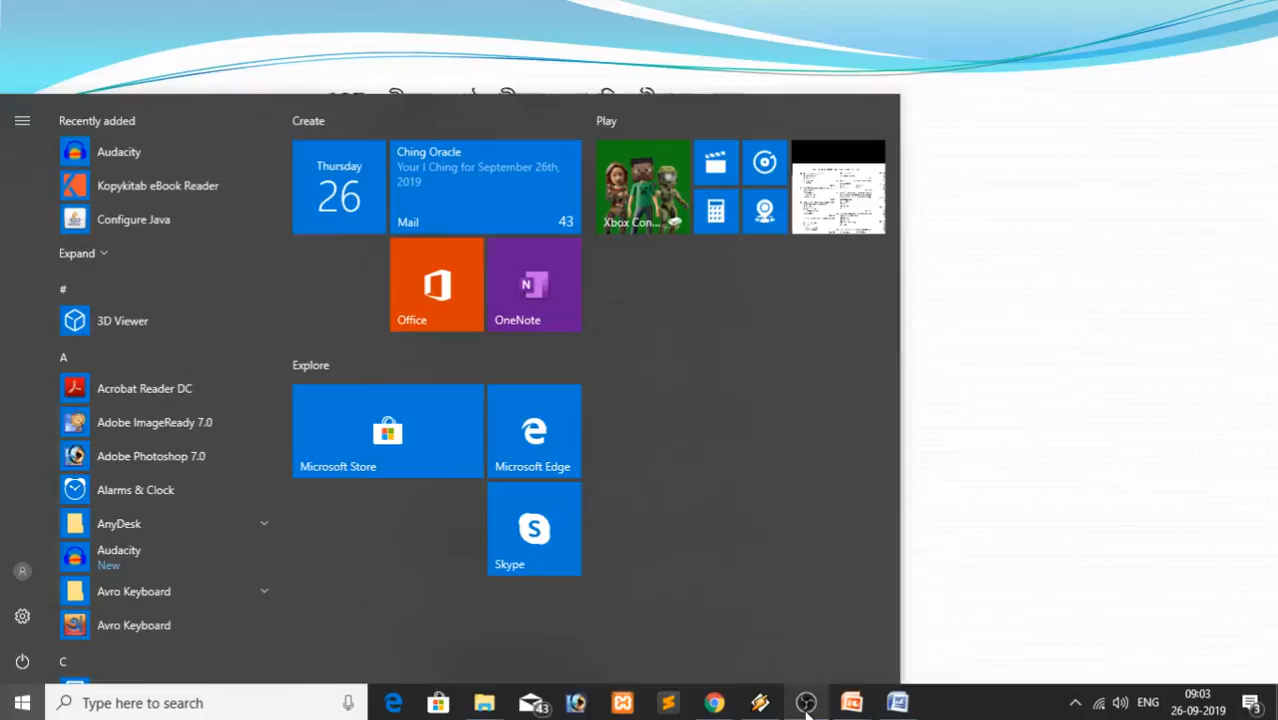 Recently added
Audacity
Kopykitab eBook Reader
Configure Java
Expand
#
3D Viewer
A
Acrobat Reader DC
Adobe ImageReady 7.0
Adobe Photoshop 7.0
Alarms & Clock
AnyDesk
Audacity
New
Avro Keyboard
Avro Keyboard
C
Create
Thursday
26
Ching Oracle
Your I Ching for September 26th,
2019
Mail 43
Office
OneNote
Explore
Microsoft Store
Microsoft Edge
Skype
Play
Xbox Con...
Type here to search
43
ENG
09:03
26-09-2019
3